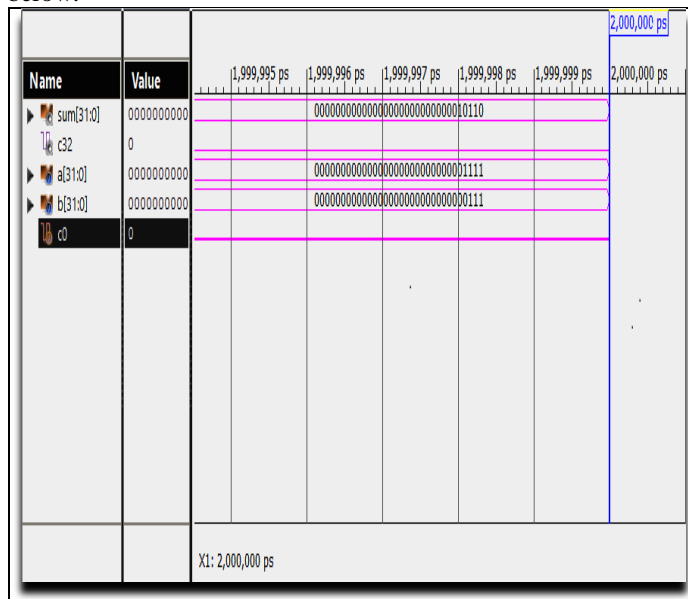 2,000,000 ps
Name Value 1,999,995 ps 1,999,996 ps 1,999,997 ps 1,999,998 ps 1,999,999 ps 2,000,000 ps
sum[31:0] 0000000000 00000000000000000000000000010110
c32 0
a[31:0] 0000000000 00000000000000000000000000001111
b[31:0] 0000000000 00000000000000000000000000000111
c0 0
X1: 2,000,000 ps